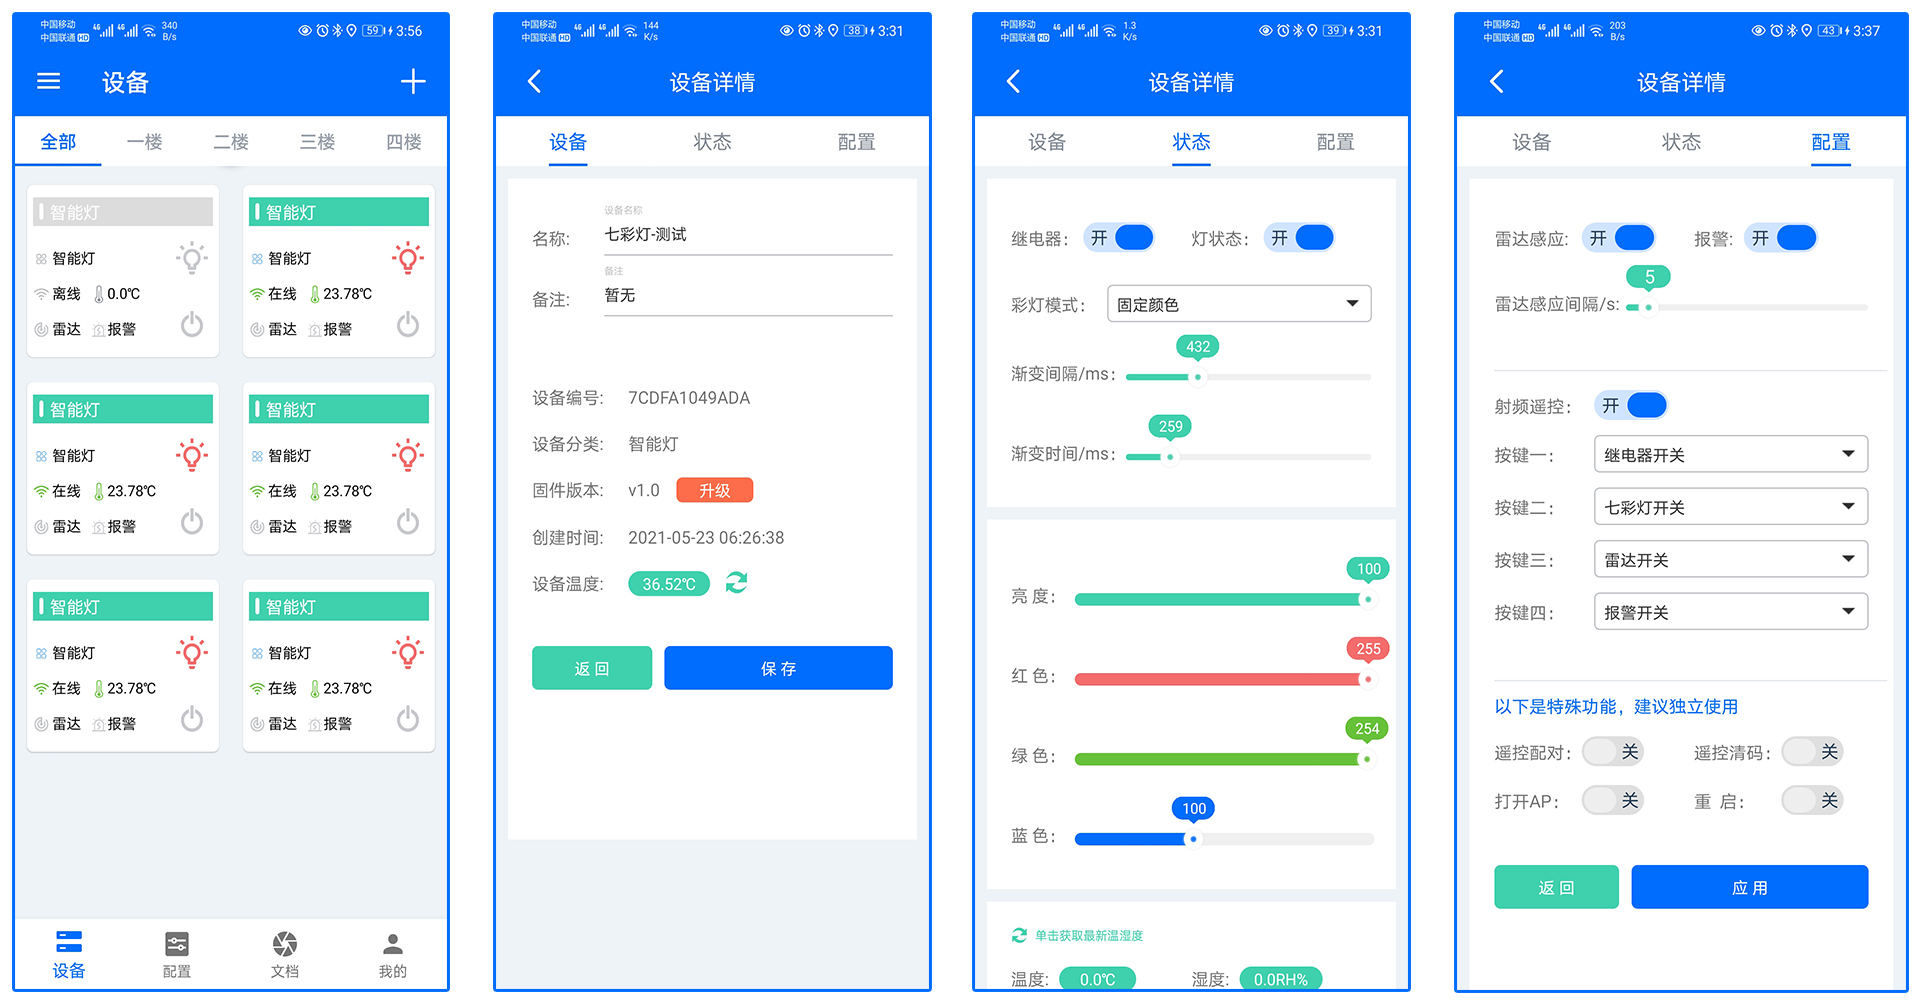 中国移动
中国联通 HD
4G 4G 340 B/s
59 3:56
设备
全部 一楼 二楼 三楼 四楼
智能灯
智能灯
离线 0.0℃
雷达 报警
智能灯
智能灯
在线 23.78℃
雷达 报警
智能灯
智能灯
在线 23.78℃
雷达 报警
智能灯
智能灯
在线 23.78℃
雷达 报警
智能灯
智能灯
在线 23.78℃
雷达 报警
智能灯
智能灯
在线 23.78℃
雷达 报警
设备 配置 文档 我的
中国移动
中国联通 HD
4G 4G 144 K/s
38 3:31
设备详情
设备 状态 配置
设备名称
名称: 七彩灯-测试
备注
备注: 暂无
设备编号: 7CDFA1049ADA
设备分类: 智能灯
固件版本: v1.0 升级
创建时间: 2021-05-23 06:26:38
设备温度: 36.52℃
返 回 保 存
中国移动
中国联通 HD
4G 4G 1.3 K/s
39 3:31
设备详情
设备 状态 配置
继电器: 开 灯状态: 开
彩灯模式: 固定颜色
432
渐变间隔/ms:
259
渐变时间/ms:
100
亮 度:
255
红 色:
254
绿 色:
100
蓝 色:
单击获取最新温湿度
温度: 0.0℃ 湿度: 0.0RH%
中国移动
中国联通 HD
4G 4G 203 B/s
43 3:37
设备详情
设备 状态 配置
雷达感应: 开 报警: 开
5
雷达感应间隔/s:
射频遥控: 开
按键一: 继电器开关
按键二: 七彩灯开关
按键三: 雷达开关
按键四: 报警开关
以下是特殊功能，建议独立使用
遥控配对: 关 遥控清码: 关
打开AP: 关 重 启: 关
返 回 应 用